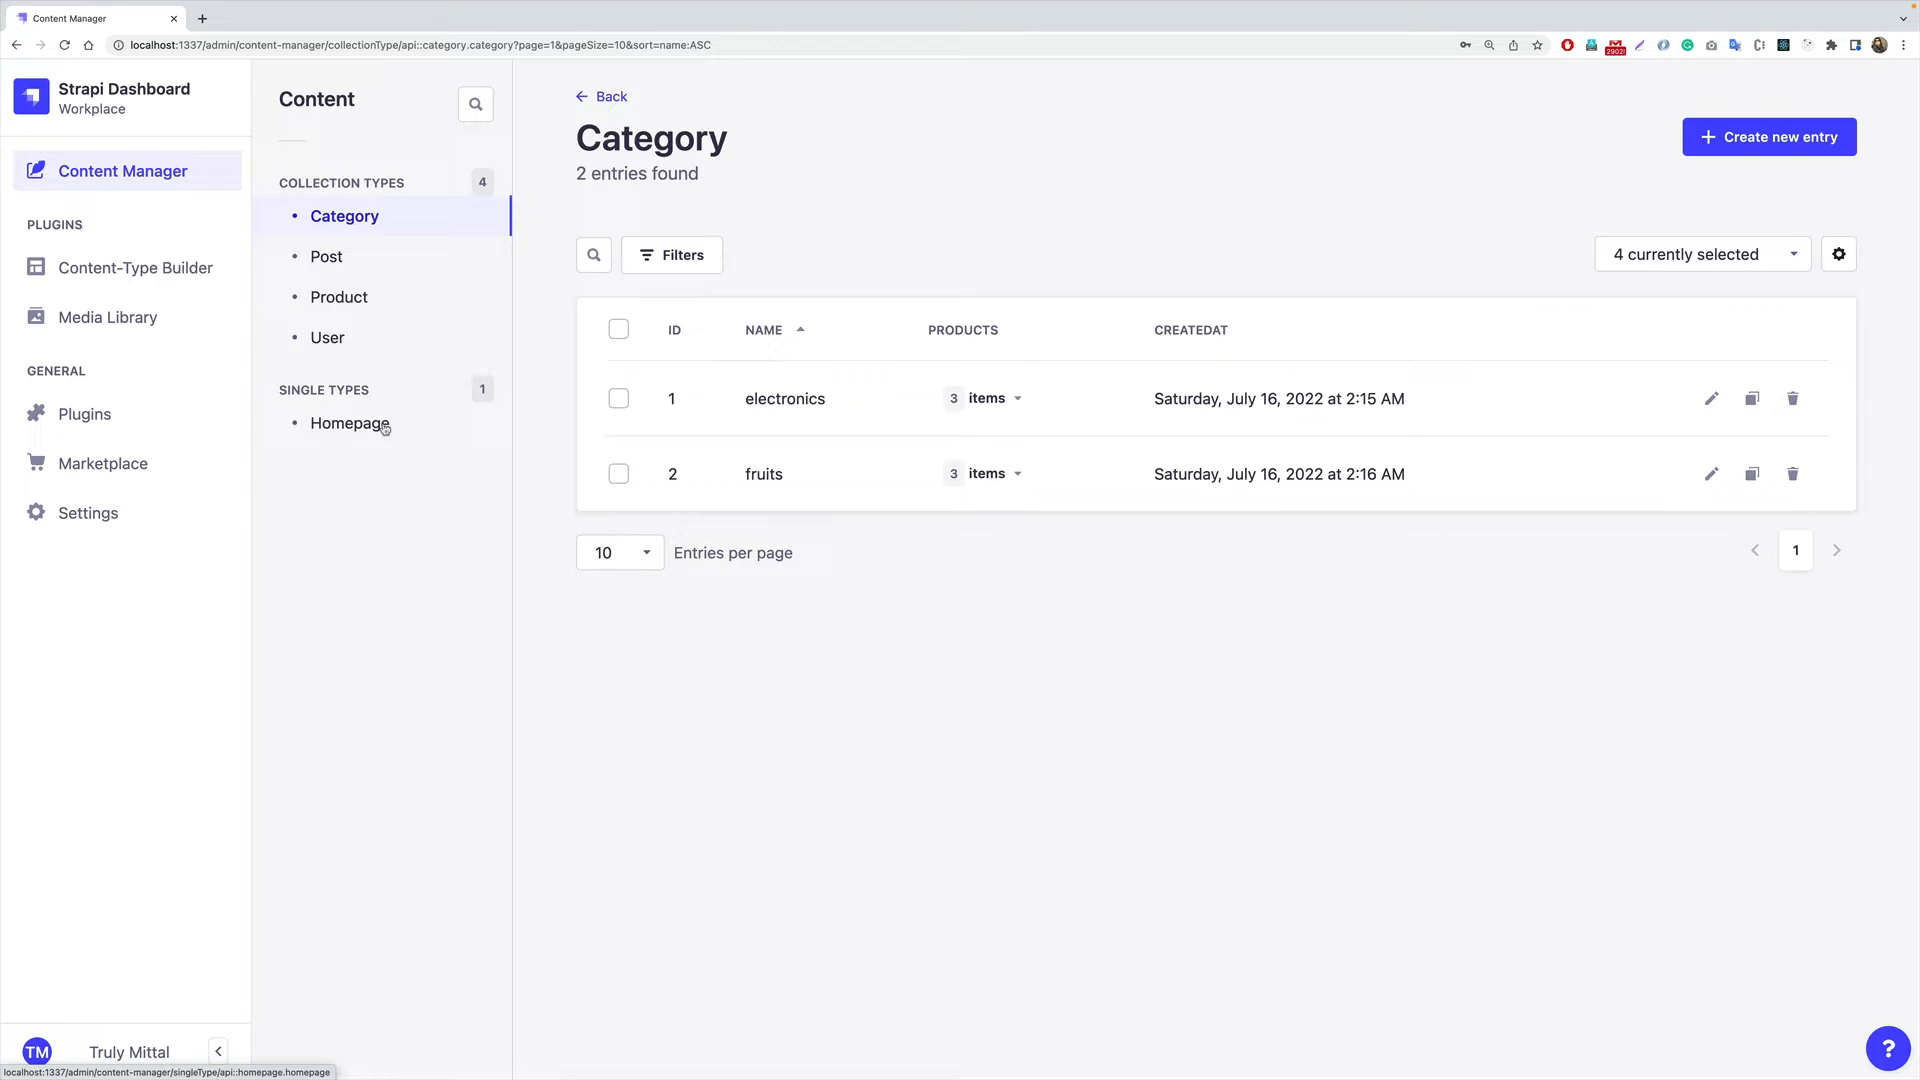 Content Manager
localhost:1337/admin/content-manager/collectionType/api::category.category?page=1&pageSize=10&sort=name:ASC
Strapi Dashboard
Workplace
Content Manager
PLUGINS
Content-Type Builder
Media Library
GENERAL
Plugins
Marketplace
Settings
TM Truly Mittal
localhost:1337/admin/content-manager/singleType/api::homepage.homepage
Content
COLLECTION TYPES 4
Category
Post
Product
User
SINGLE TYPES 1
Homepage
Back
Category
2 entries found
Create new entry
Filters
4 currently selected
ID NAME PRODUCTS CREATEDAT
1 electronics 3 items Saturday, July 16, 2022 at 2:15 AM
2 fruits 3 items Saturday, July 16, 2022 at 2:16 AM
10 Entries per page
1
?